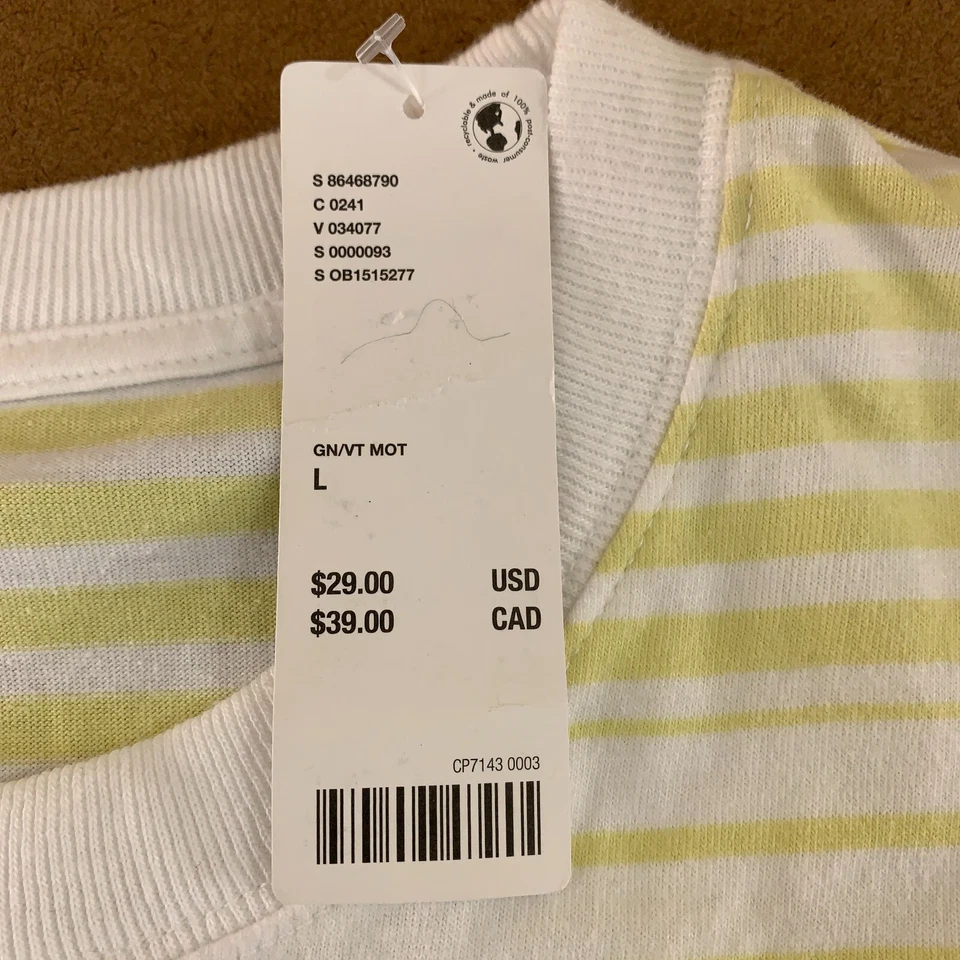 recyclable & made of 100% post-consumer waste •
S 86468790
C 0241
V 034077
S 0000093
S OB1515277
GN/VT MOT
L
$29.00 USD
$39.00 CAD
CP7143 0003